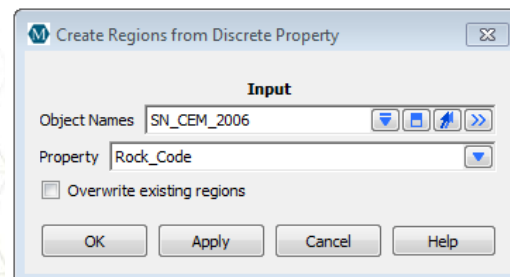 Create Regions from Discrete Property
Input
Object Names SN_CEM_2006
Property Rock_Code
Overwrite existing regions
OK Apply Cancel Help